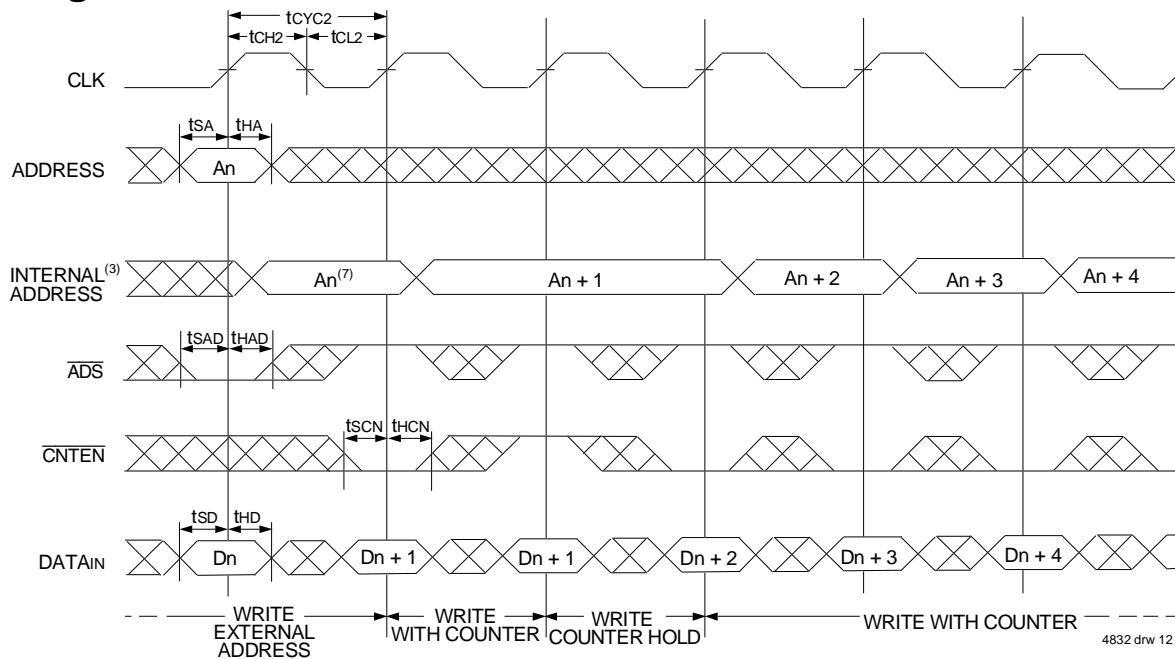 tCYC2
tCH2 tCL2
CLK
tSA tHA
ADDRESS
An
INTERNAL(3)
ADDRESS
An(7) An + 1 An + 2 An + 3 An + 4
tSAD tHAD
ADS
tSCN tHCN
CNTEN
tSD tHD
DATAIN
Dn Dn + 1 Dn + 1 Dn + 2 Dn + 3 Dn + 4
WRITE
EXTERNAL
ADDRESS
WRITE
WITH COUNTER
WRITE
COUNTER HOLD
WRITE WITH COUNTER
4832 drw 12